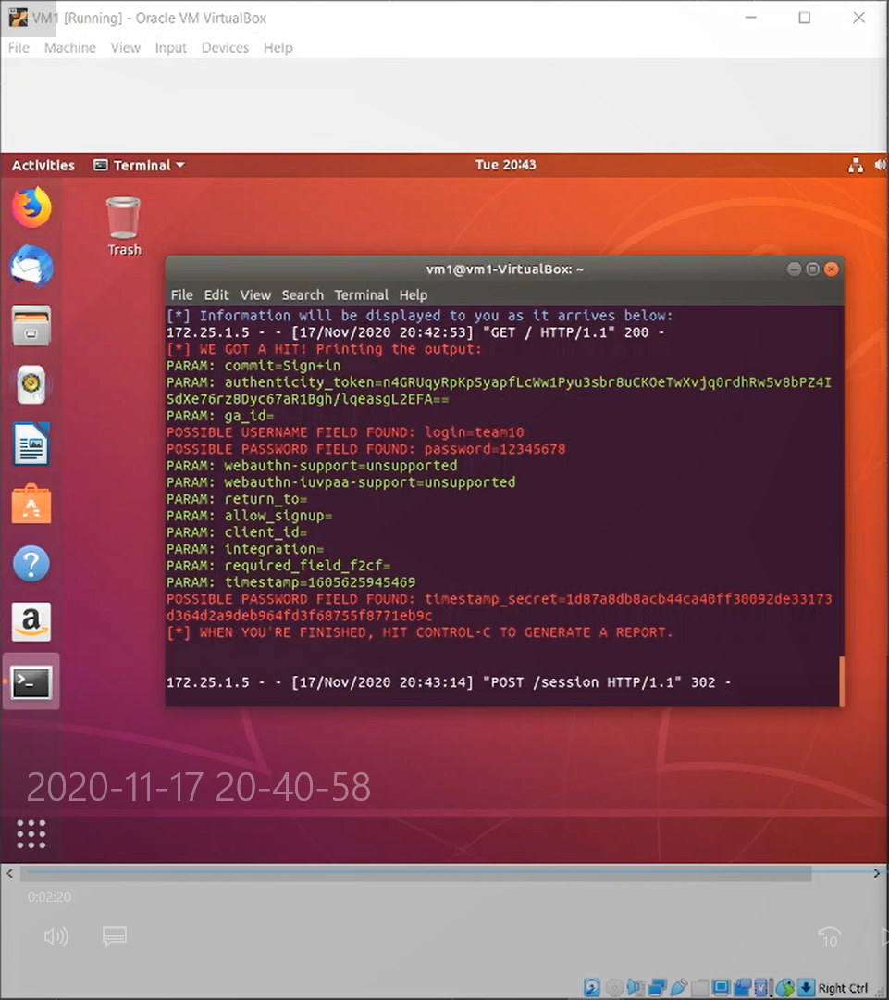 VM1 [Running] - Oracle VM VirtualBox
File Machine View Input Devices Help
Activities Terminal Tue 20:43
Trash
vm1@vm1-VirtualBox: ~
File Edit View Search Terminal Help
[*] Information will be displayed to you as it arrives below:
172.25.1.5 - - [17/Nov/2020 20:42:53] "GET / HTTP/1.1" 200 -
[*] WE GOT A HIT! Printing the output:
PARAM: commit=Sign+in
PARAM: authenticity_token=n4GRUqyRpKpSyapfLcWw1Pyu3sbr8uCKOeTwXvjq0rdhRw5v8bPZ4I
SdXe76rz8Dyc67aR1Bgh/lqeasgL2EFA==
PARAM: ga_id=
POSSIBLE USERNAME FIELD FOUND: login=team10
POSSIBLE PASSWORD FIELD FOUND: password=12345678
PARAM: webauthn-support=unsupported
PARAM: webauthn-iuvpaa-support=unsupported
PARAM: return_to=
PARAM: allow_signup=
PARAM: client_id=
PARAM: integration=
PARAM: required_field_f2cf=
PARAM: timestamp=1605625945469
POSSIBLE PASSWORD FIELD FOUND: timestamp_secret=1d87a8db8acb44ca40ff30092de33173
d364d2a9deb964fd3f68755f8771eb9c
[*] WHEN YOU'RE FINISHED, HIT CONTROL-C TO GENERATE A REPORT.
172.25.1.5 - - [17/Nov/2020 20:43:14] "POST /session HTTP/1.1" 302 -
2020-11-17 20-40-58
0:02:20
10
Right Ctrl